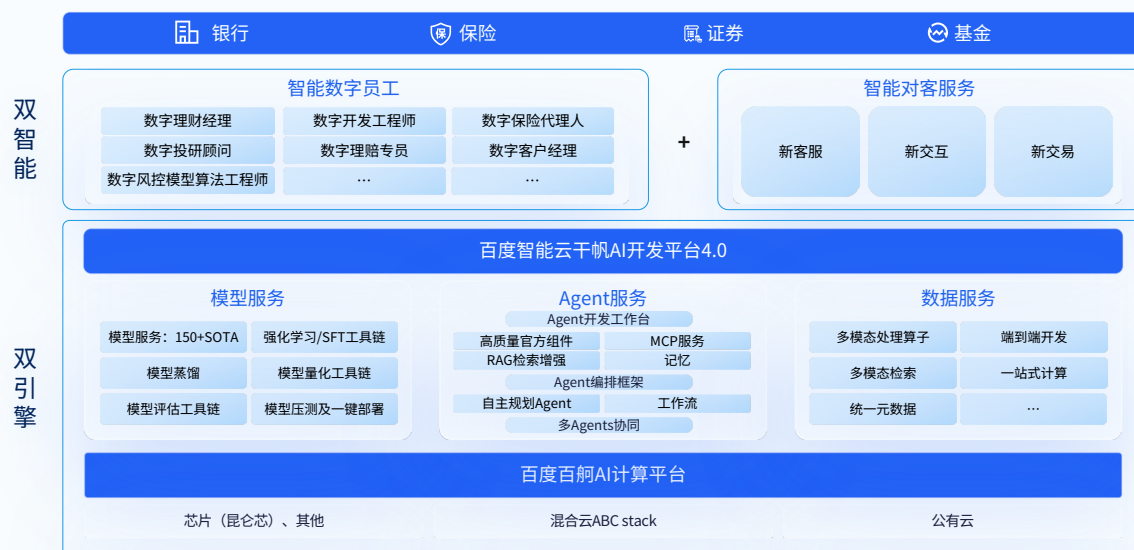 银行 保险 证券 基金
双智能
智能数字员工
数字理财经理 数字开发工程师 数字保险代理人
数字投研顾问 数字理赔专员 数字客户经理
数字风控模型算法工程师 … …
+
智能对客服务
新客服 新交互 新交易
双引擎
百度智能云千帆AI开发平台4.0
模型服务
模型服务：150+SOTA 强化学习/SFT工具链
模型蒸馏 模型量化工具链
模型评估工具链 模型压测及一键部署
Agent服务
Agent开发工作台
高质量官方组件 MCP服务
RAG检索增强 记忆
Agent编排框架
自主规划Agent 工作流
多Agents协同
数据服务
多模态处理算子 端到端开发
多模态检索 一站式计算
统一元数据 …
百度百舸AI计算平台
芯片（昆仑芯）、其他 混合云ABC stack 公有云